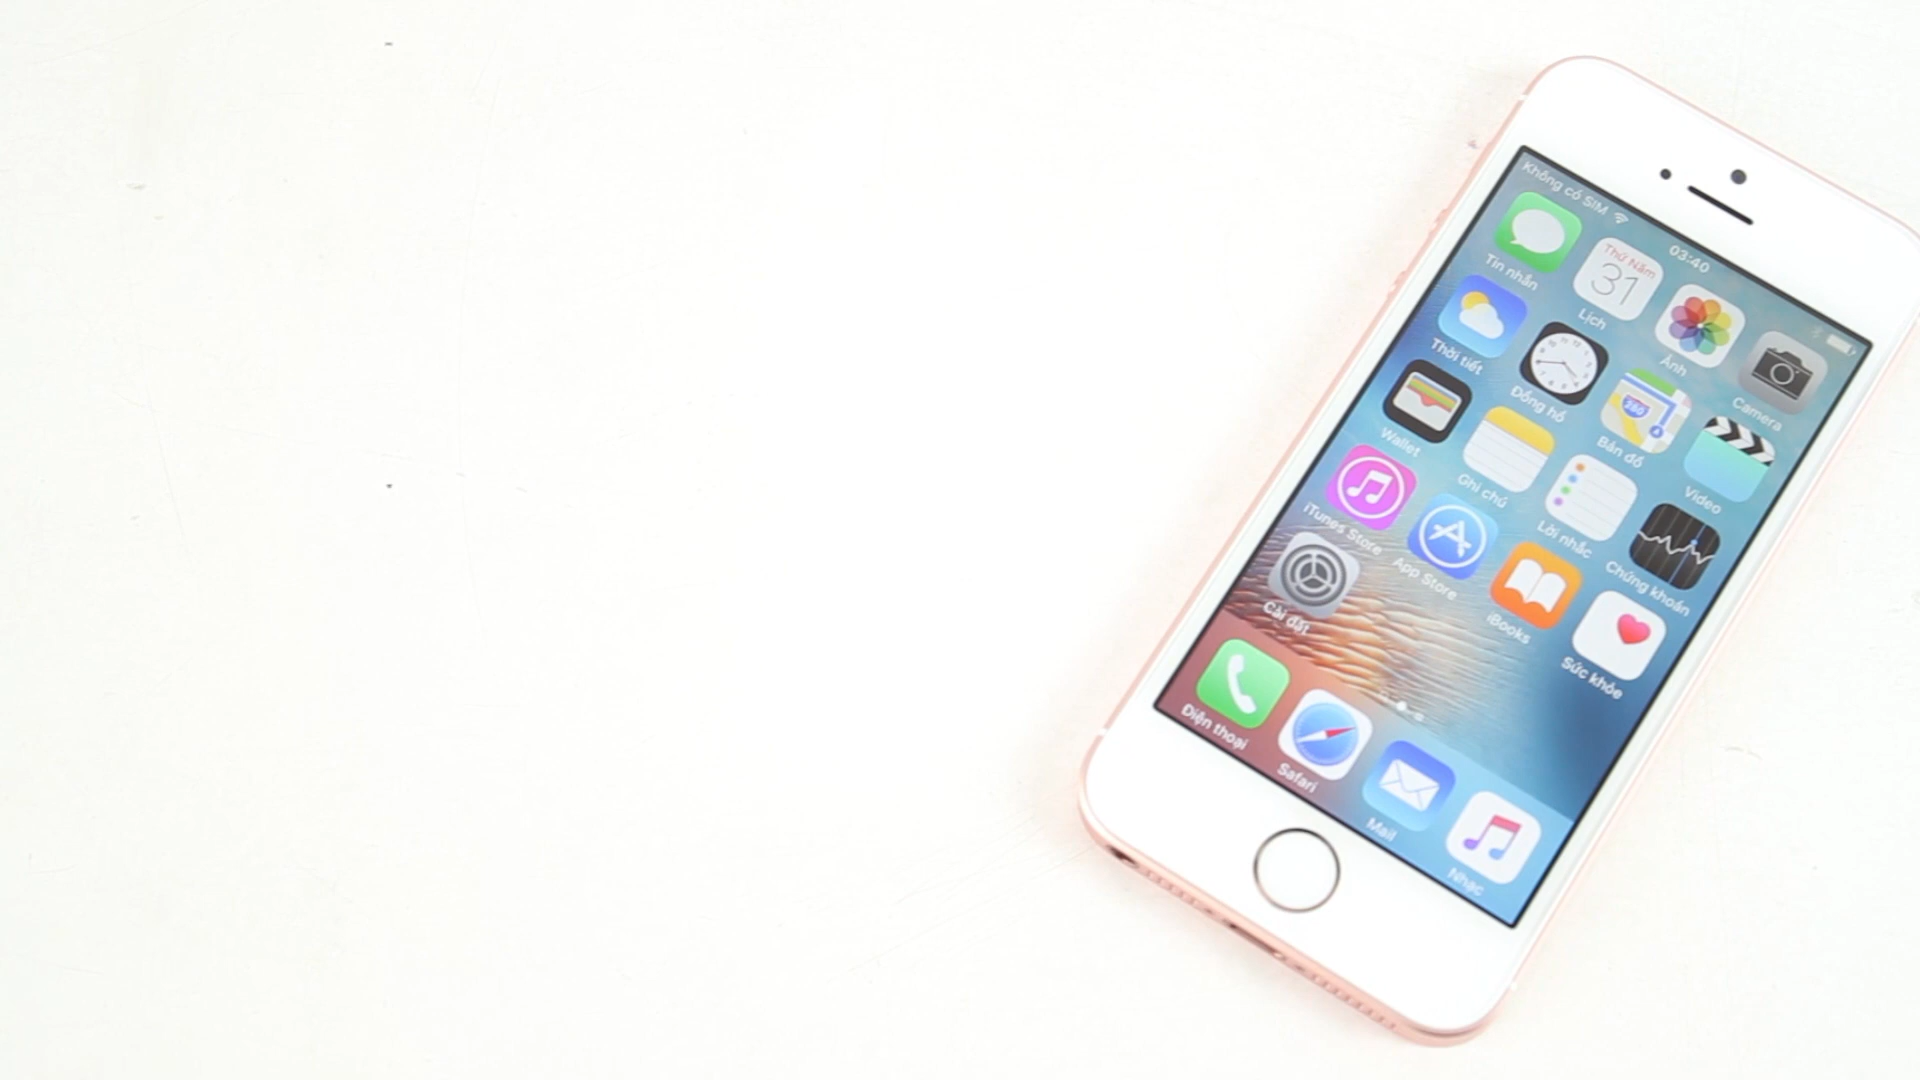 Không có SIM
03:40
Tin nhắn
Thứ Năm
31
Lịch
Ảnh
Camera
Thời tiết
Đồng hồ
280
Bản đồ
Video
Wallet
Ghi chú
Lời nhắc
Chứng khoán
iTunes Store
App Store
iBooks
Sức khỏe
Cài đặt
Điện thoại
Safari
Mail
Nhạc